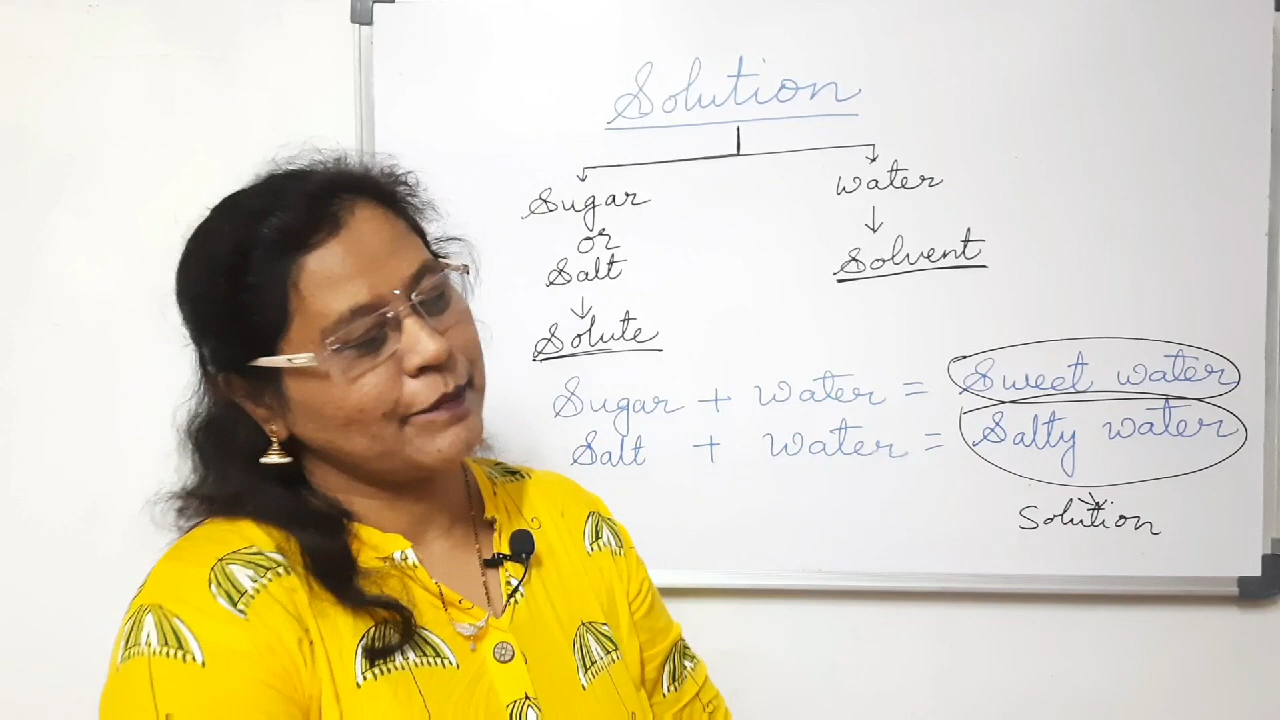 Solution
Sugar
or
Salt
Solute
Water
Solvent
Sugar + Water = Sweet water
Salt + Water = Salty water
Solution